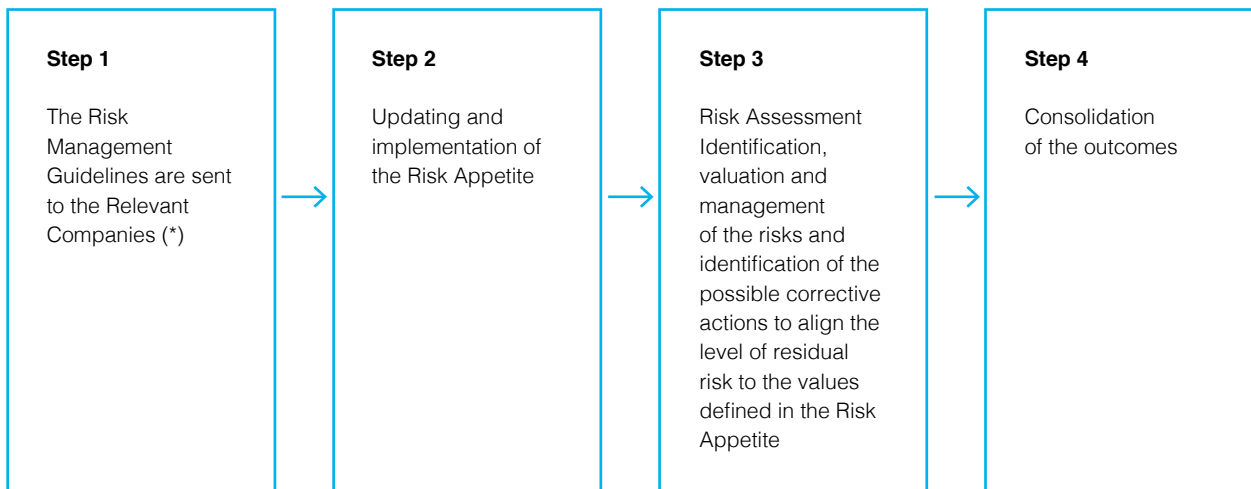 Step 1
The Risk
Management
Guidelines are sent
to the Relevant
Companies (*)
Step 2
Updating and
implementation of
the Risk Appetite
Step 3
Risk Assessment
Identification,
valuation and
management
of the risks and
identification of the
possible corrective
actions to align the
level of residual
risk to the values
defined in the Risk
Appetite
Step 4
Consolidation
of the outcomes